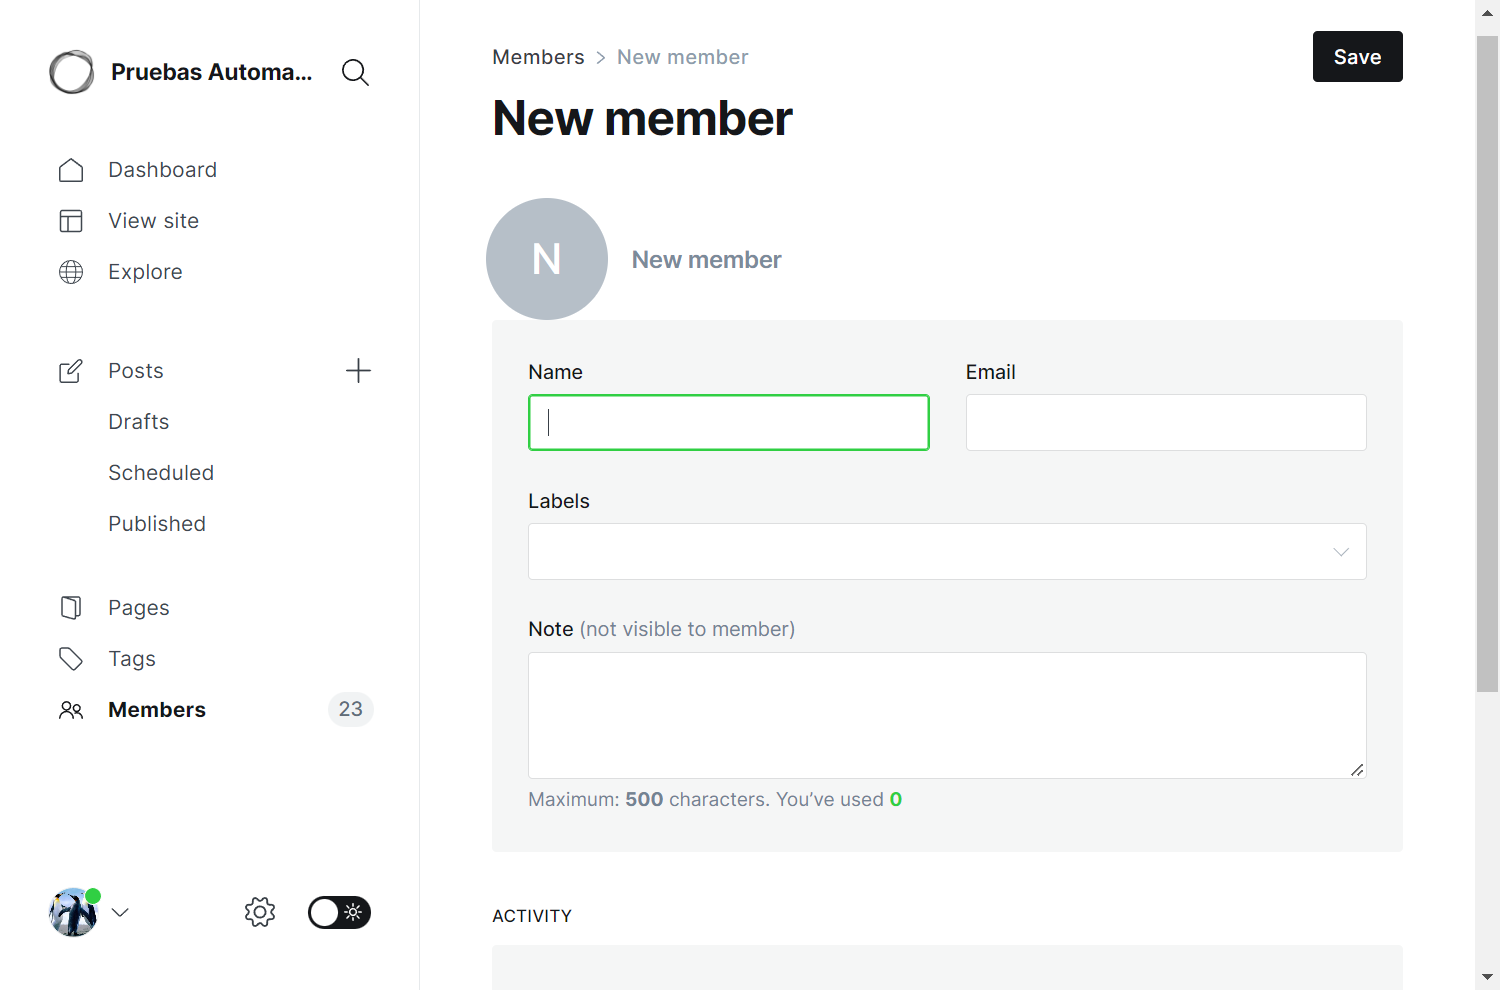 Pruebas Automa...
Dashboard
View site
Explore
Posts
Drafts
Scheduled
Published
Pages
Tags
Members
23
Members > New member
Save
New member
N
New member
Name
Email
Labels
Note (not visible to member)
Maximum: 500 characters. You’ve used 0
ACTIVITY